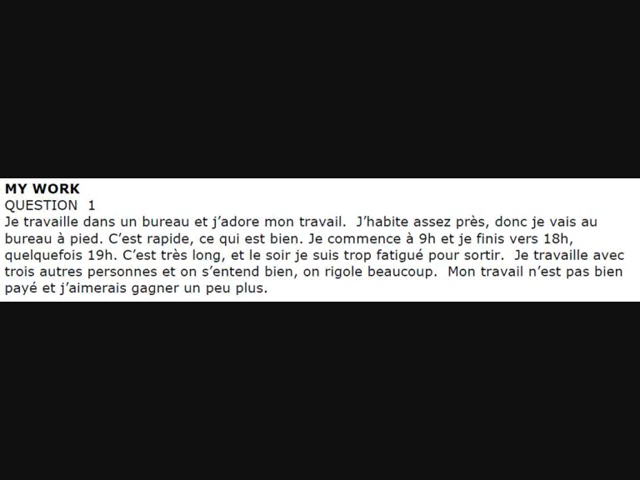 MY WORK
QUESTION  1
Je travaille dans un bureau et j’adore mon travail.  J’habite assez près, donc je vais au
bureau à pied. C’est rapide, ce qui est bien. Je commence à 9h et je finis vers 18h,
quelquefois 19h. C’est très long, et le soir je suis trop fatigué pour sortir.  Je travaille avec
trois autres personnes et on s’entend bien, on rigole beaucoup.  Mon travail n’est pas bien
payé et j’aimerais gagner un peu plus.